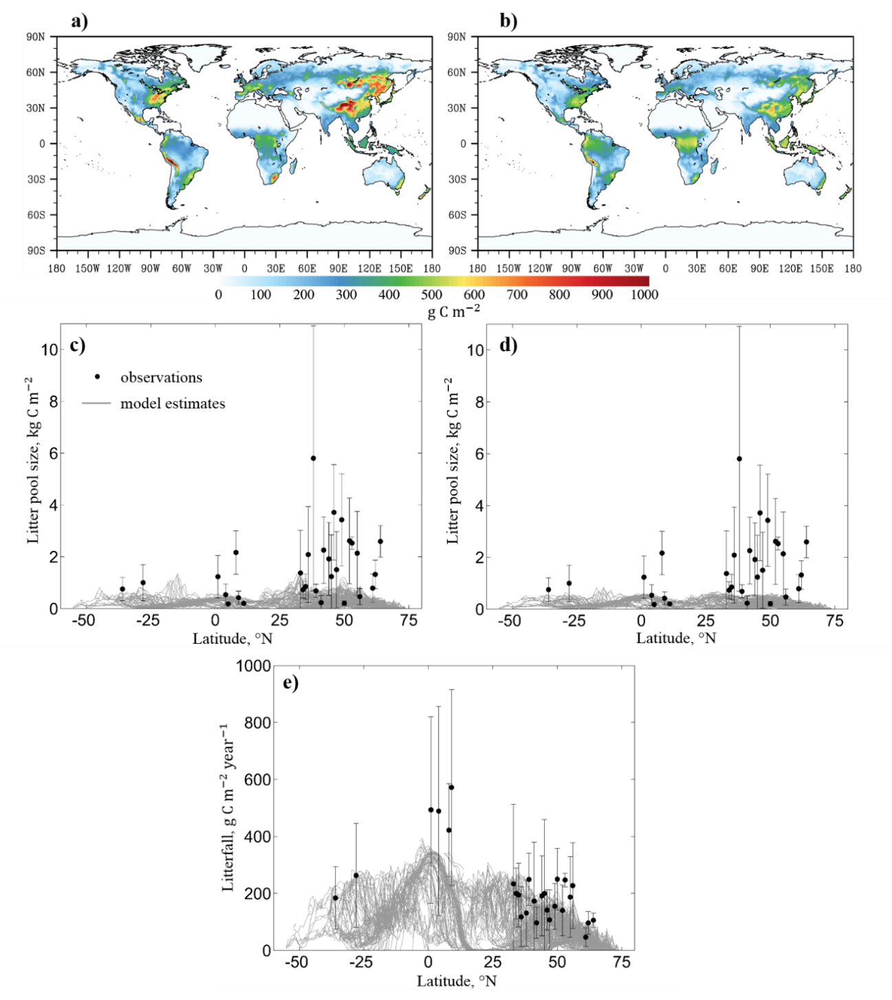 a) b)
90N 90N
60N 60N
30N 30N
0 0
30S 30S
60S 60S
90S 90S
180 150W 120W 90W 60W 30W 0 30E 60E 90E 120E 150E 180 180 150W 120W 90W 60W 30W 0 30E 60E 90E 120E 150E 180
0 100 200 300 400 500 600 700 800 900 1000
g C m−2
c) d)
observations
model estimates
Litter pool size, kg C m−2
10
8
6
4
2
0
-50 -25 0 25 50 75
Latitude, °N
Litter pool size, kg C m−2
10
8
6
4
2
0
-50 -25 0 25 50 75
Latitude, °N
e)
Litterfall, g C m−2 year−1
1000
800
600
400
200
0
-50 -25 0 25 50 75
Latitude, °N